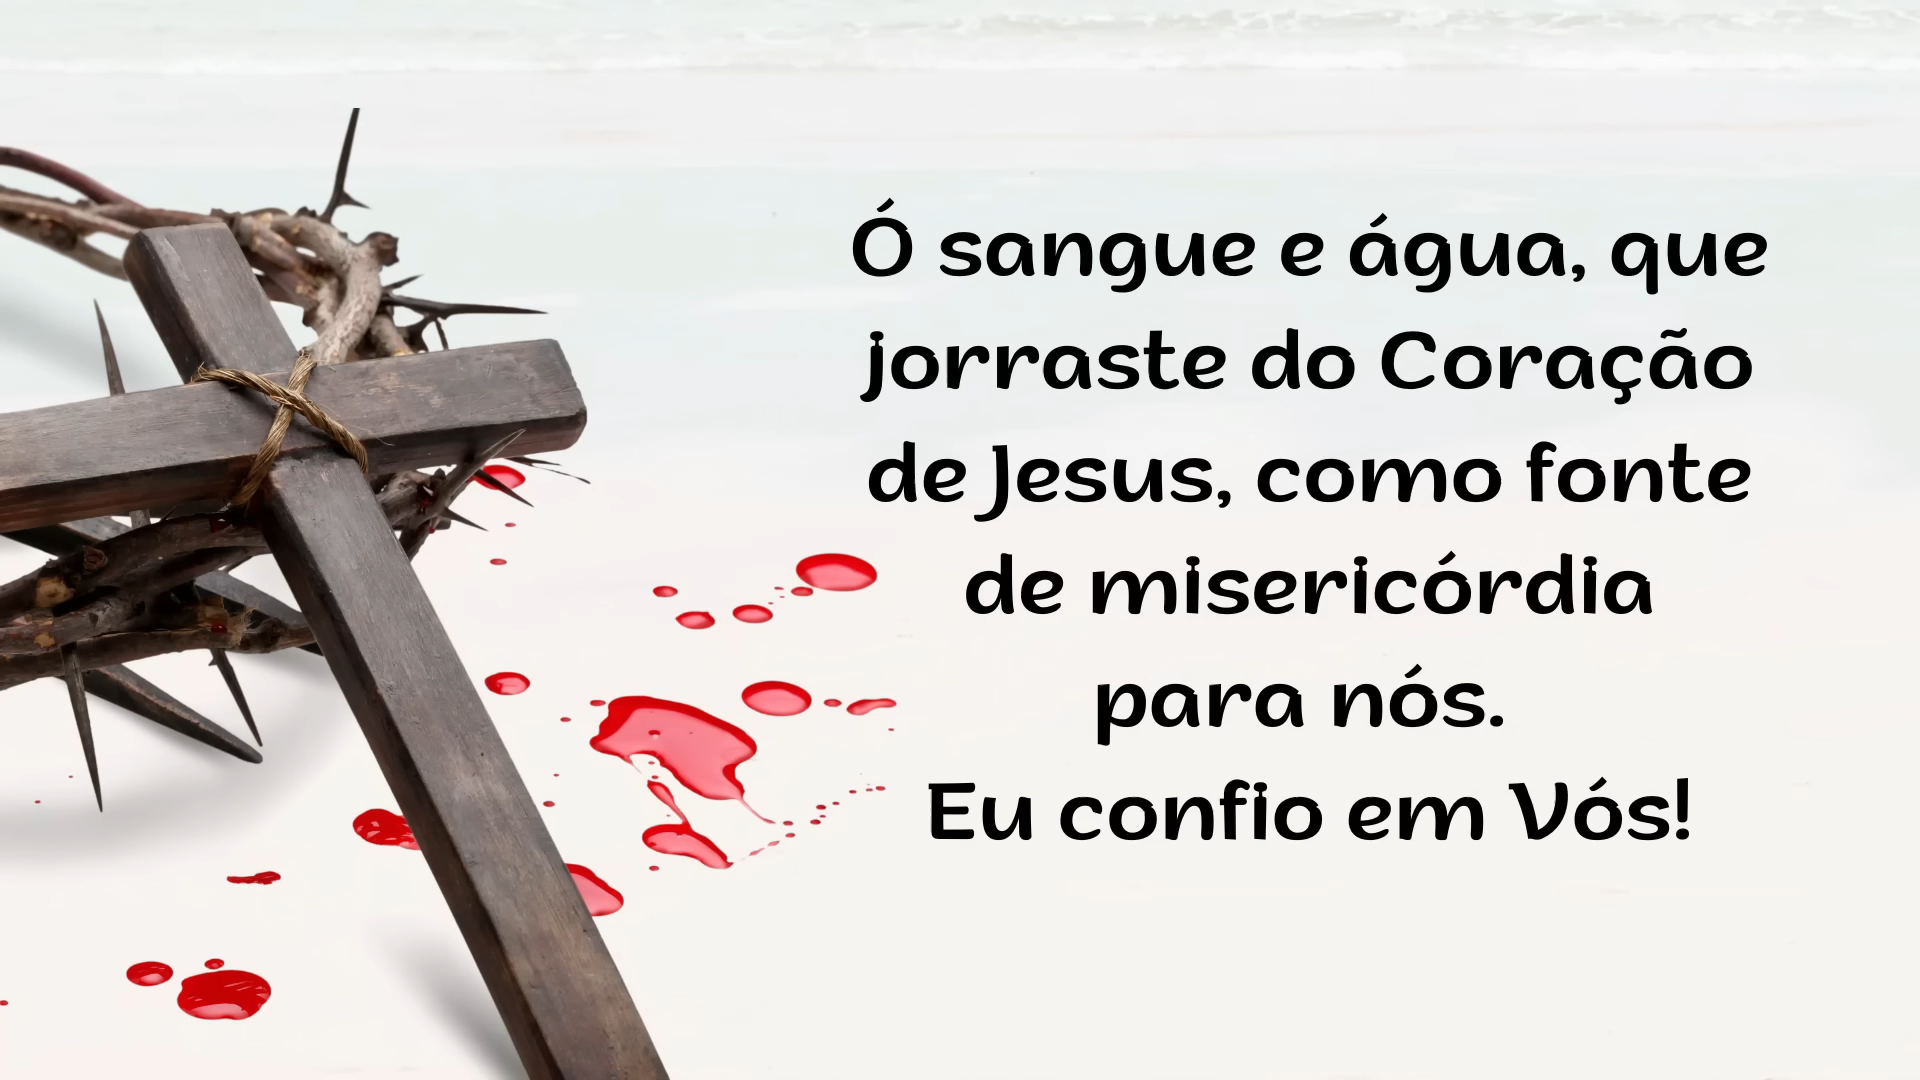 Ó sangue e água, que
jorraste do Coração
de Jesus, como fonte
de misericórdia
para nós.
Eu confio em Vós!